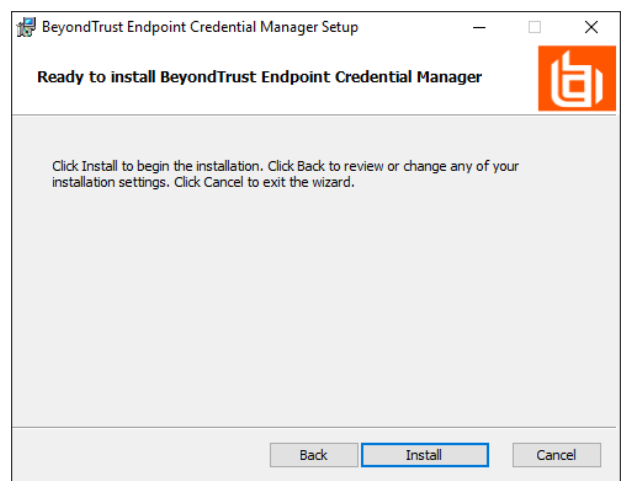 BeyondTrust Endpoint Credential Manager Setup
Ready to install BeyondTrust Endpoint Credential Manager
Click Install to begin the installation. Click Back to review or change any of your
installation settings. Click Cancel to exit the wizard.
Back Install Cancel